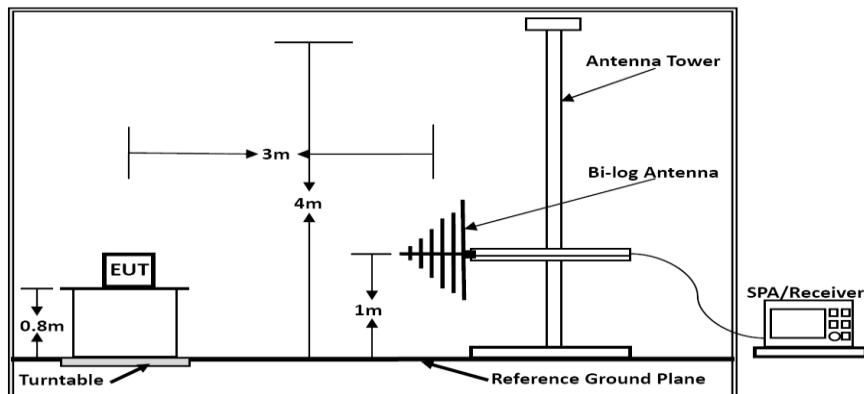 Antenna Tower
3m
Bi-log Antenna
4m
EUT
1m
SPA/Receiver
0.8m
Turntable
Reference Ground Plane